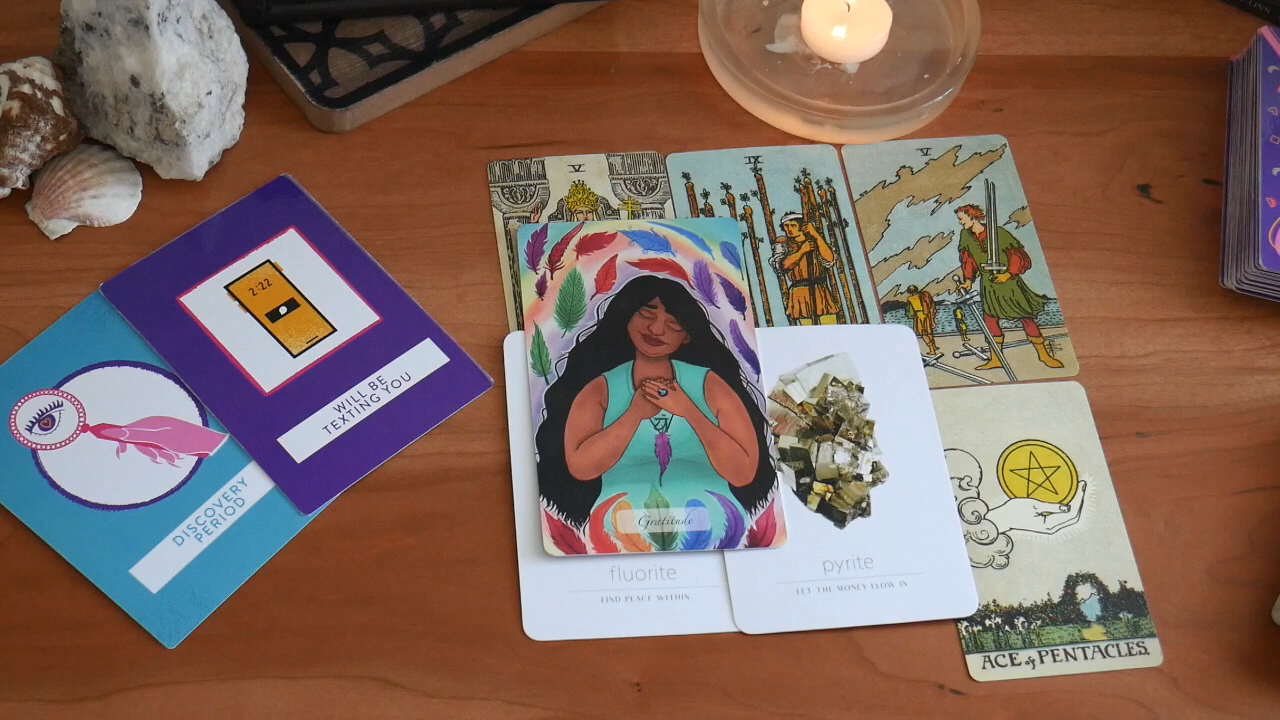 V
IX
V
2:22
WILL BE
TEXTING YOU
DISCOVERY
PERIOD
Gratitude
fluorite
FIND PEACE WITHIN
pyrite
LET THE MONEY FLOW IN
ACE of PENTACLES.